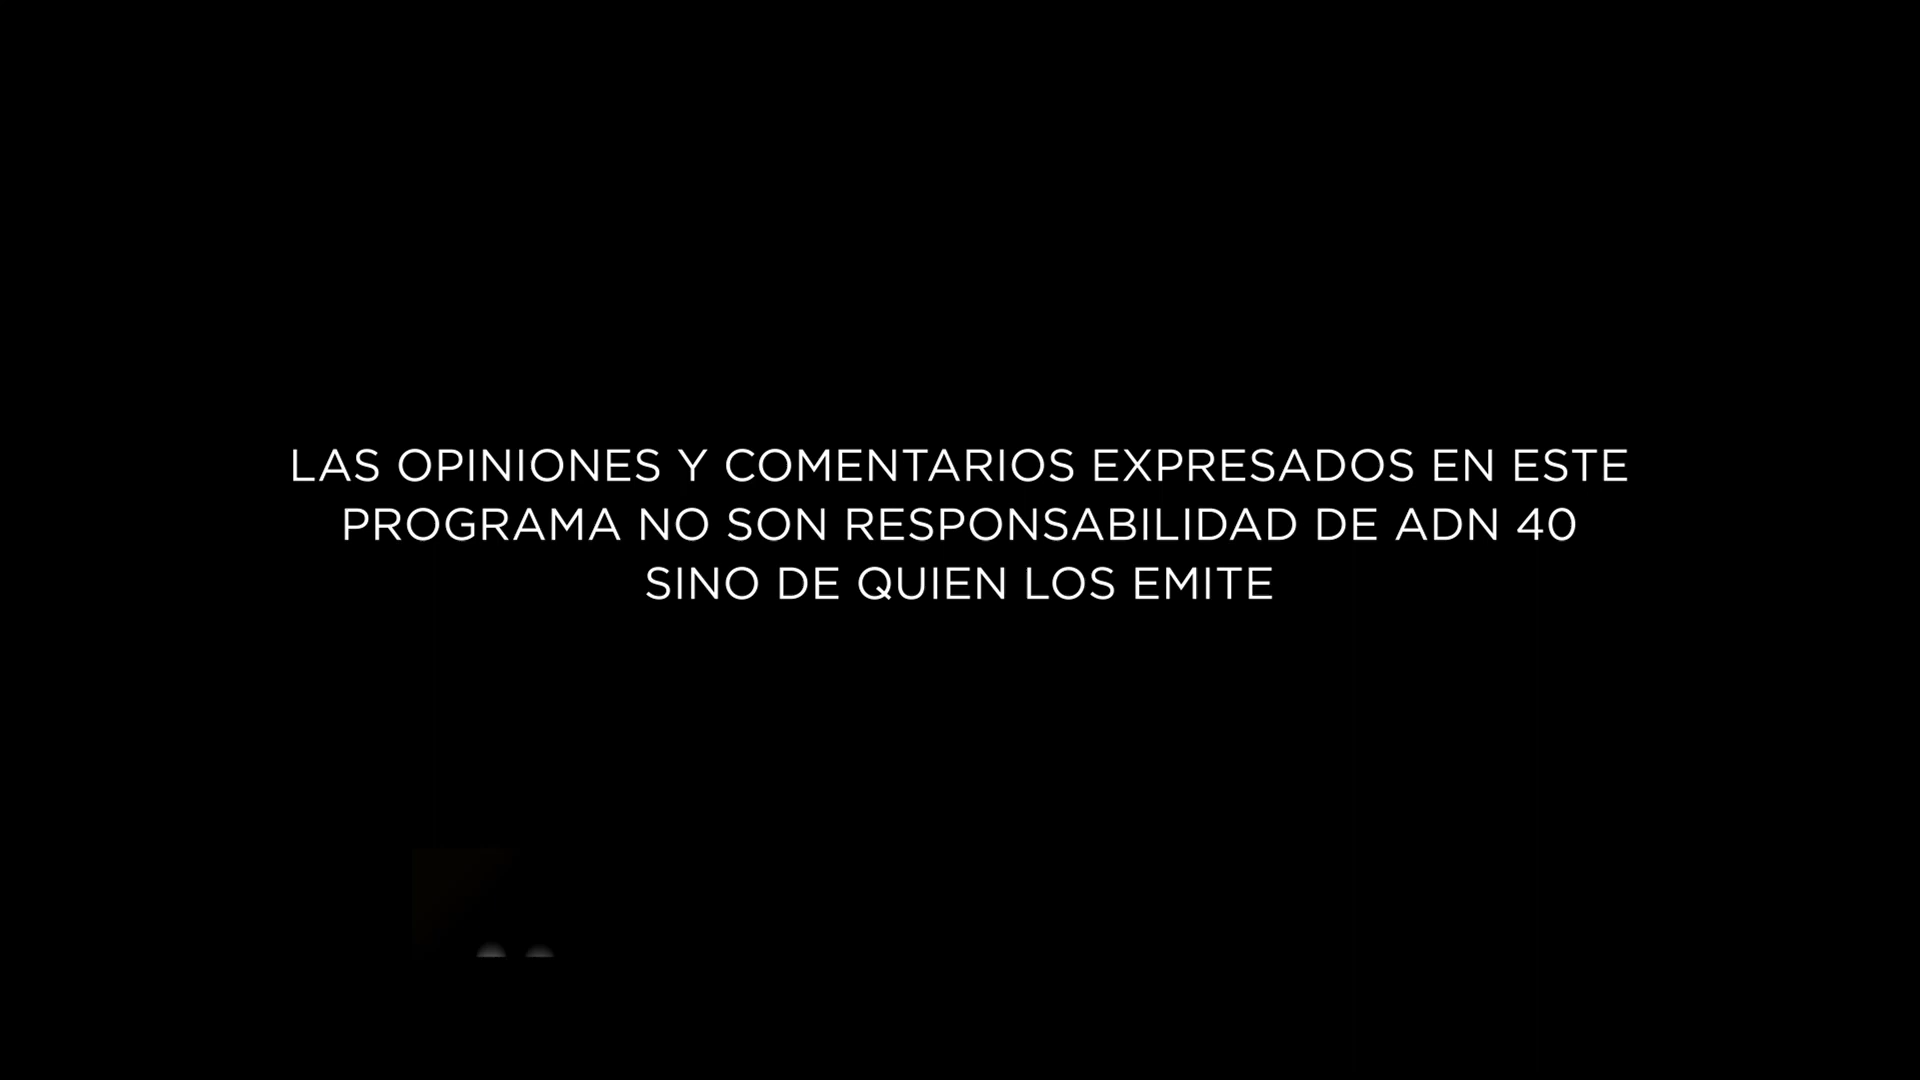 LAS OPINIONES Y COMENTARIOS EXPRESADOS EN ESTE
PROGRAMA NO SON RESPONSABILIDAD DE ADN 40
SINO DE QUIEN LOS EMITE